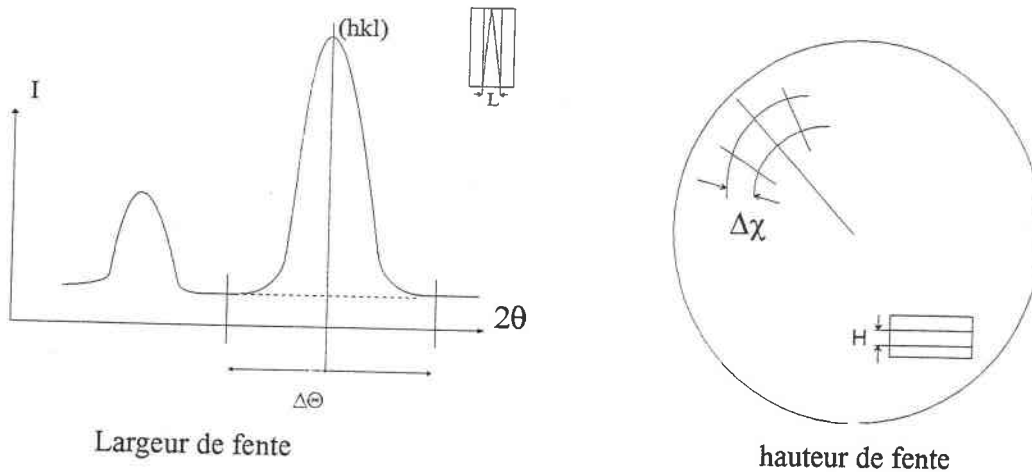 (hkl)
I
L
2θ
ΔΘ
Largeur de fente
Δχ
H
hauteur de fente